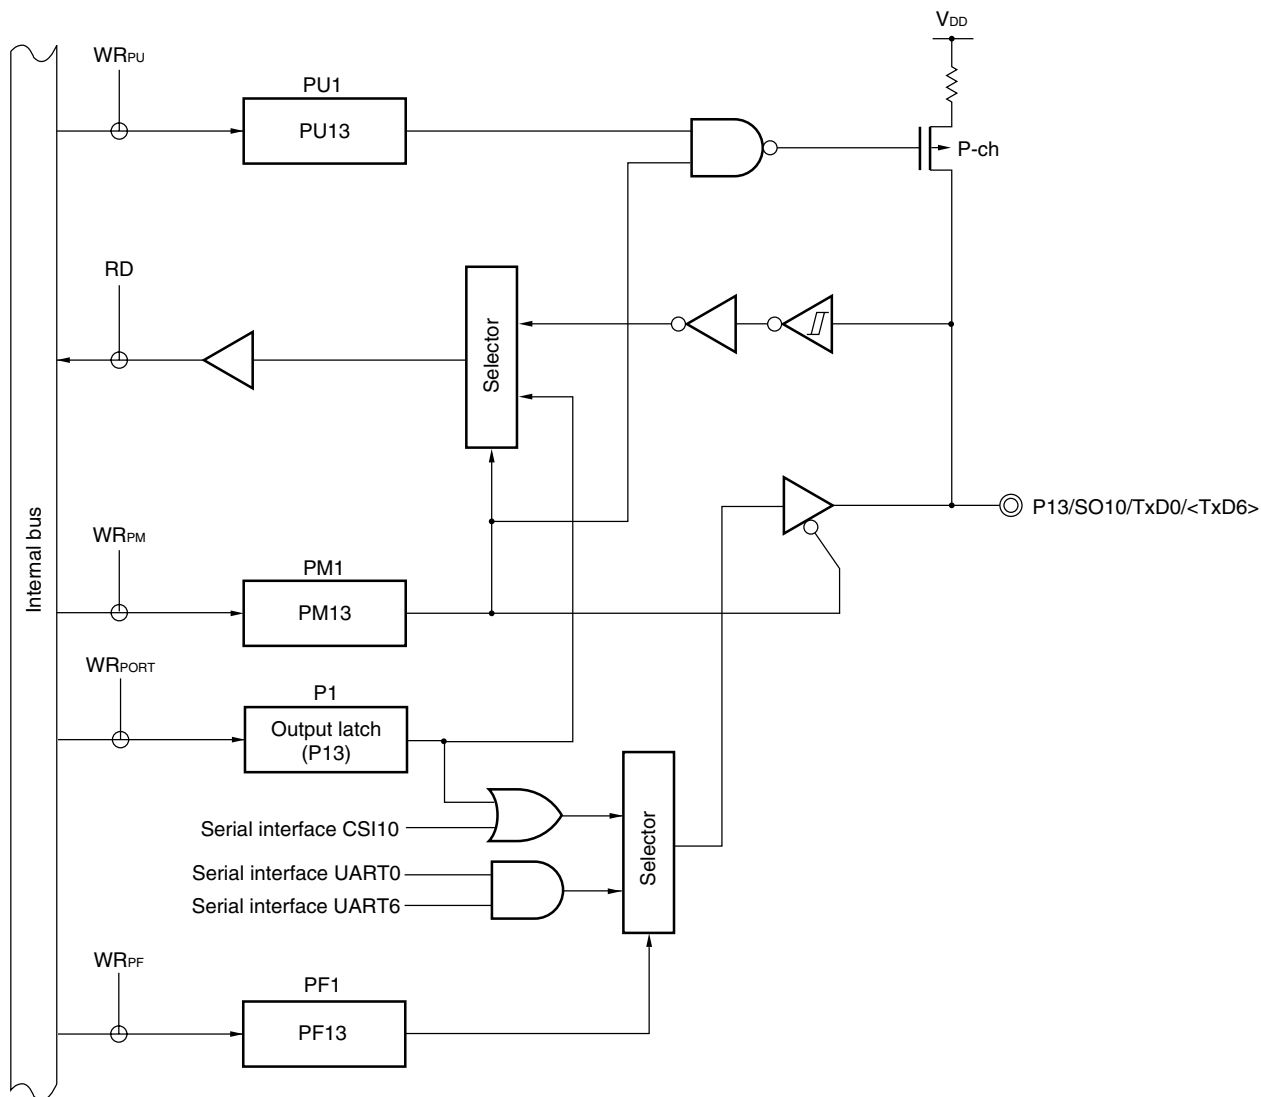 VDD
WRPU
PU1
PU13
P-ch
RD
Selector
Internal bus
P13/SO10/TxD0/<TxD6>
WRPM
PM1
PM13
WRPORT
P1
Output latch
(P13)
Serial interface CSI10
Serial interface UART0
Serial interface UART6
Selector
WRPF
PF1
PF13